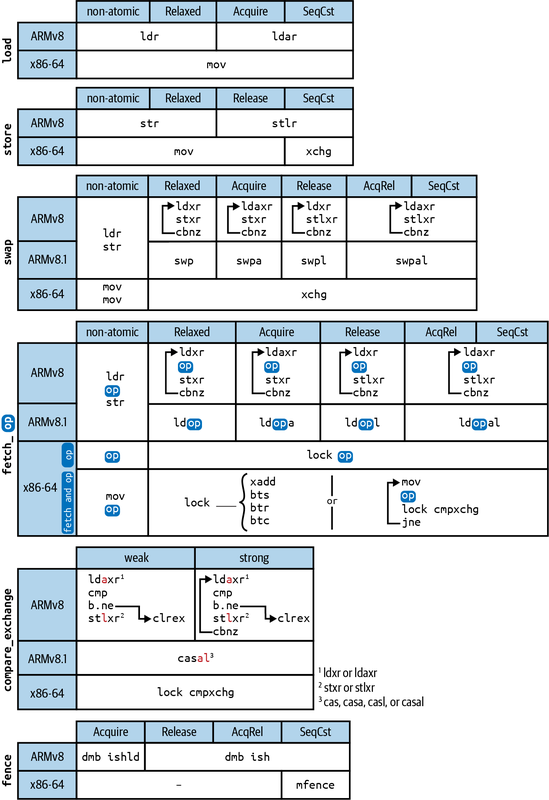 load
non-atomic Relaxed Acquire SeqCst
ARMv8 ldr ldar
x86-64 mov
store
non-atomic Relaxed Release SeqCst
ARMv8 str stlr
x86-64 mov xchg
swap
non-atomic Relaxed Acquire Release AcqRel SeqCst
ARMv8
ldr
str
ldxr
stxr
cbnz
ldaxr
stxr
cbnz
ldxr
stlxr
cbnz
ldaxr
stlxr
cbnz
ARMv8.1 swp swpa swpl swpal
x86-64
mov
mov
xchg
fetch_op
non-atomic Relaxed Acquire Release AcqRel SeqCst
ARMv8
ldr
op
str
ldxr
op
stxr
cbnz
ldaxr
op
stxr
cbnz
ldxr
op
stlxr
cbnz
ldaxr
op
stlxr
cbnz
ARMv8.1 ldop ldopa ldopl ldopal
x86-64
op
op lock op
fetch and op
mov
op
lock ___
xadd
bts
btr
btc
or
mov
op
lock cmpxchg
jne
compare_exchange
weak strong
ARMv8
ldaxr¹
cmp
b.ne
stlxr² clrex
ldaxr¹
cmp
b.ne
stlxr² clrex
cbnz
ARMv8.1 casal³
x86-64 lock cmpxchg
¹ ldxr or ldaxr
² stxr or stlxr
³ cas, casa, casl, or casal
fence
Acquire Release AcqRel SeqCst
ARMv8 dmb ishld dmb ish
x86-64 – mfence